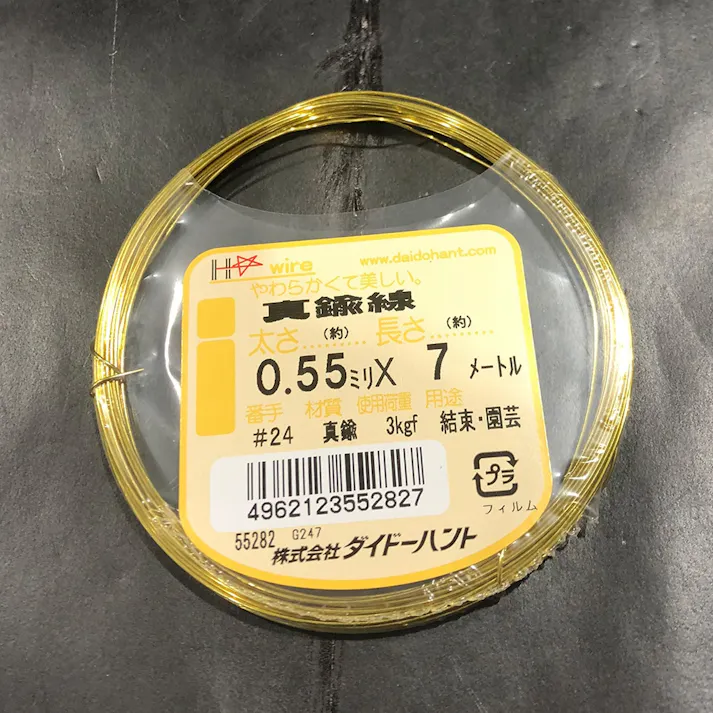 H☆ wire www.daidohant.com
やわらかくて美しい。
真鍮線
太さ………(約) 長さ………(約)
0.55ミリX 7 メートル
番手 材質 使用荷重 用途
#24 真鍮 3kgf 結束・園芸
4962123552827
プラ
フィルム
55282 G247
株式会社ダイドーハント